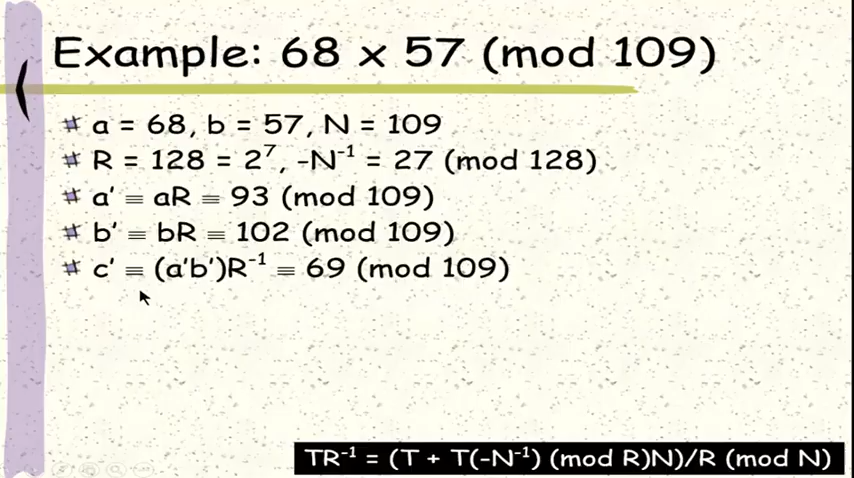 Example: 68 x 57 (mod 109)
a = 68, b = 57, N = 109
R = 128 = 2⁷, -N⁻¹ = 27 (mod 128)
a' ≡ aR ≡ 93 (mod 109)
b' ≡ bR ≡ 102 (mod 109)
c' ≡ (a'b')R⁻¹ ≡ 69 (mod 109)
TR⁻¹ = (T + T(-N⁻¹) (mod R)N)/R (mod N)